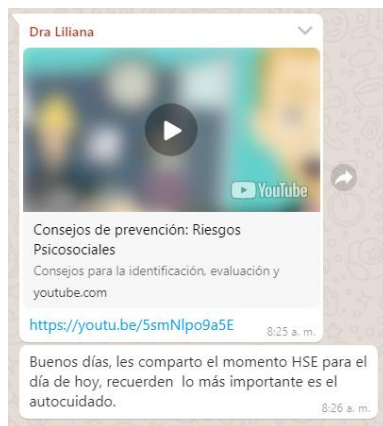 Dra Liliana
YouTube
Consejos de prevención: Riesgos
Psicosociales
Consejos para la identificación, evaluación y
youtube.com
https://youtu.be/5smNlpo9a5E
8:25 a. m.
Buenos días, les comparto el momento HSE para el
día de hoy, recuerden  lo más importante es el
autocuidado.
8:26 a. m.